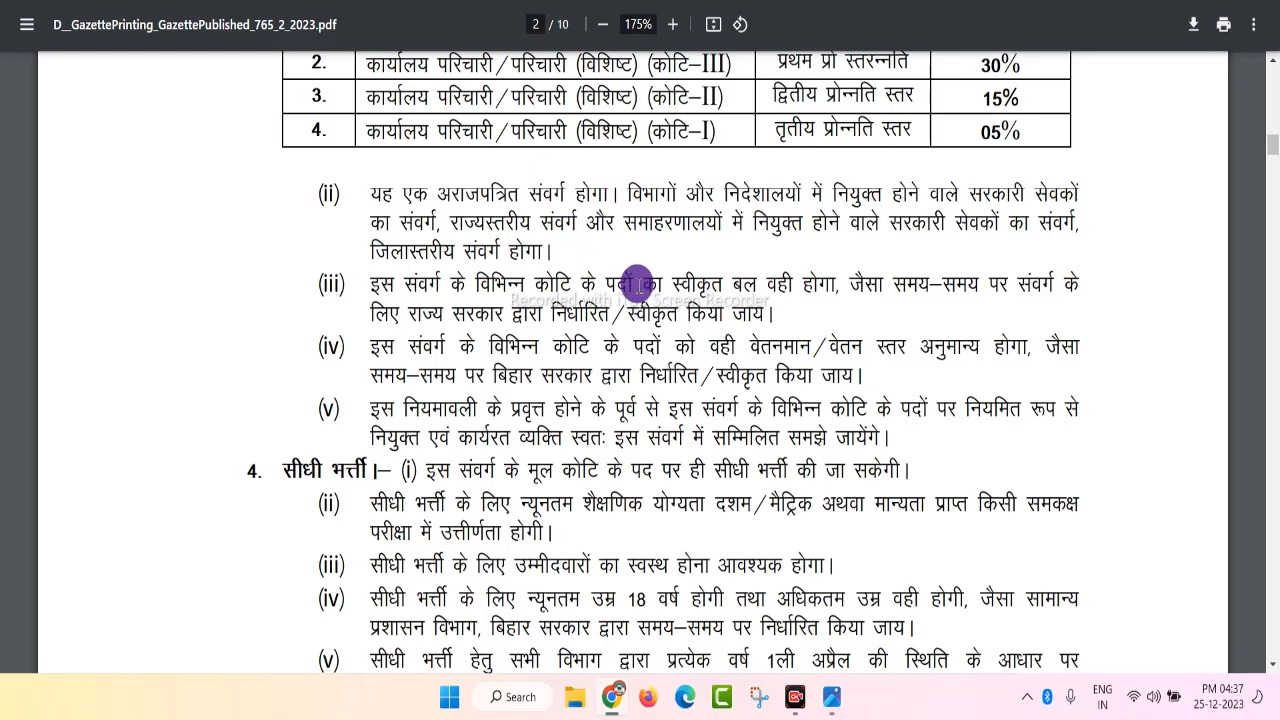 D__GazettePrinting_GazettePublished_765_2_2023.pdf
2 / 10
175%
2. कार्यालय परिचारी/परिचारी (विशिष्ट) (कोटि–III) प्रथम प्रो स्तरन्नति 30%
3. कार्यालय परिचारी/परिचारी (विशिष्ट) (कोटि–II) द्वितीय प्रोन्नति स्तर 15%
4. कार्यालय परिचारी/परिचारी (विशिष्ट) (कोटि–I) तृतीय प्रोन्नति स्तर 05%
(ii) यह एक अराजपत्रित संवर्ग होगा। विभागों और निदेशालयों में नियुक्त होने वाले सरकारी सेवकों
का संवर्ग, राज्यस्तरीय संवर्ग और समाहरणालयों में नियुक्त होने वाले सरकारी सेवकों का संवर्ग,
जिलास्तरीय संवर्ग होगा।
(iii) इस संवर्ग के विभिन्न कोटि के पदों का स्वीकृत बल वही होगा, जैसा समय–समय पर संवर्ग के
Recorded with iTop Screen Recorder
लिए राज्य सरकार द्वारा निर्धारित/स्वीकृत किया जाय।
(iv) इस संवर्ग के विभिन्न कोटि के पदों को वही वेतनमान/वेतन स्तर अनुमान्य होगा, जैसा
समय–समय पर बिहार सरकार द्वारा निर्धारित/स्वीकृत किया जाय।
(v) इस नियमावली के प्रवृत्त होने के पूर्व से इस संवर्ग के विभिन्न कोटि के पदों पर नियमित रूप से
नियुक्त एवं कार्यरत व्यक्ति स्वतः इस संवर्ग में सम्मिलित समझे जायेंगे।
4. सीधी भर्त्ती।– (i) इस संवर्ग के मूल कोटि के पद पर ही सीधी भर्त्ती की जा सकेगी।
(ii) सीधी भर्त्ती के लिए न्यूनतम शैक्षणिक योग्यता दशम/मैट्रिक अथवा मान्यता प्राप्त किसी समकक्ष
परीक्षा में उत्तीर्णता होगी।
(iii) सीधी भर्त्ती के लिए उम्मीदवारों का स्वस्थ होना आवश्यक होगा।
(iv) सीधी भर्त्ती के लिए न्यूनतम उम्र 18 वर्ष होगी तथा अधिकतम उम्र वही होगी, जैसा सामान्य
प्रशासन विभाग, बिहार सरकार द्वारा समय–समय पर निर्धारित किया जाय।
(v) सीधी भर्त्ती हेतु सभी विभाग द्वारा प्रत्येक वर्ष 1ली अप्रैल की स्थिति के आधार पर
Search
ENG
IN
PM 04:37
25-12-2023